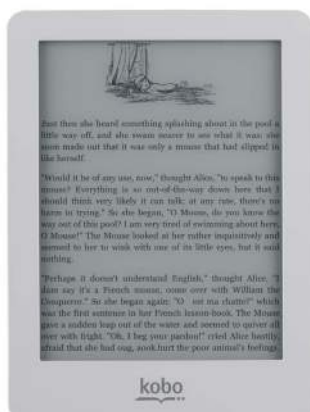 Just then she heard something splashing about in the pool a
little way off, and she swam nearer to see what it was: she
soon made out that it was only a mouse that had slipped in
like herself.
"Would it be of any use, now," thought Alice, "to speak to this
mouse? Everything is so out-of-the-way down here that I
should think very likely it can talk; at any rate, there's no
harm in trying." So she began, "O Mouse, do you know the
way out of this pool? I am very tired of swimming about here,
O Mouse!" The Mouse looked at her rather inquisitively and
seemed to her to wink with one of its little eyes, but it said
nothing.
"Perhaps it doesn't understand English," thought Alice. "I
dare say it's a French mouse, come over with William the
Conqueror." So she began again: "O est ma chatte?" which
was the first sentence in her French lesson-book. The Mouse
gave a sudden leap out of the water and seemed to quiver all
over with fright. "Oh, I beg your pardon!" cried Alice hastily,
afraid that she had the poor animal's feelings.
kobo